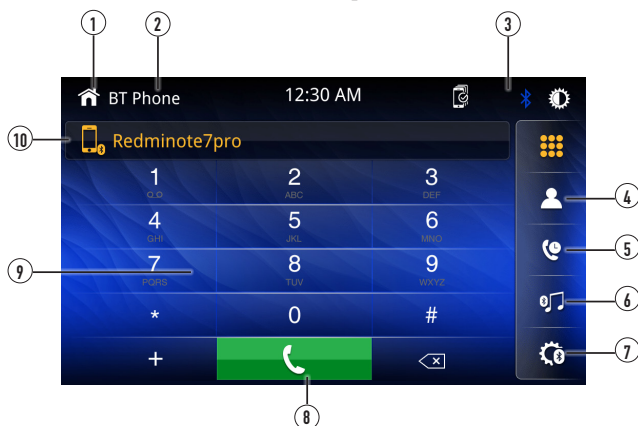 1 2 3
BT Phone 12:30 AM
10 Redminote7pro
1 2 3
Ω.Ω ABC DEF
4
4 5 6
GHI JKL MNO
5
9 7 8 9
PQRS TUV WXYZ
6
* 0 #
7
+
8